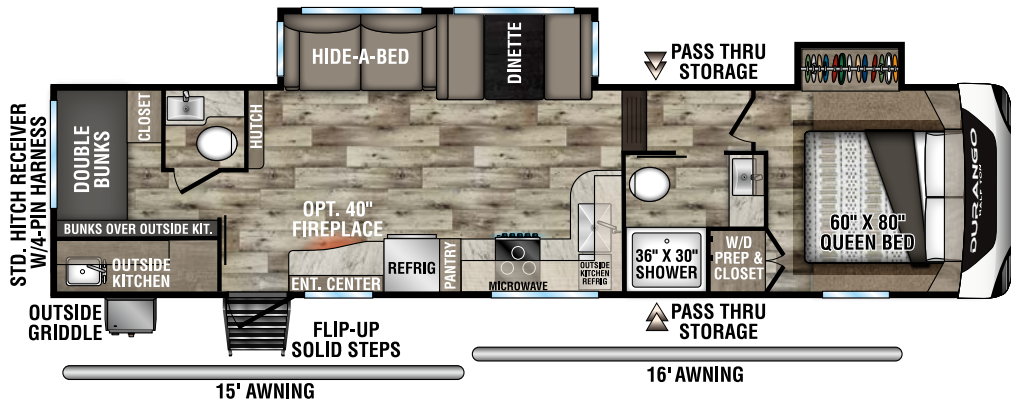 STD. HITCH RECEIVER
W/4-PIN HARNESS
DOUBLE
BUNKS
CLOSET
HUTCH
HIDE-A-BED
DINETTE
PASS THRU
STORAGE
BUNKS OVER OUTSIDE KIT.
OUTSIDE
KITCHEN
OUTSIDE
GRIDDLE
OPT. 40"
FIREPLACE
ENT. CENTER
REFRIG
PANTRY
MICROWAVE
OUTSIDE
KITCHEN
REFRIG
36" X 30"
SHOWER
W/D
PREP &
CLOSET
60" X 80"
QUEEN BED
DURANGO
HALF TON
FLIP-UP
SOLID STEPS
PASS THRU
STORAGE
15' AWNING
16' AWNING